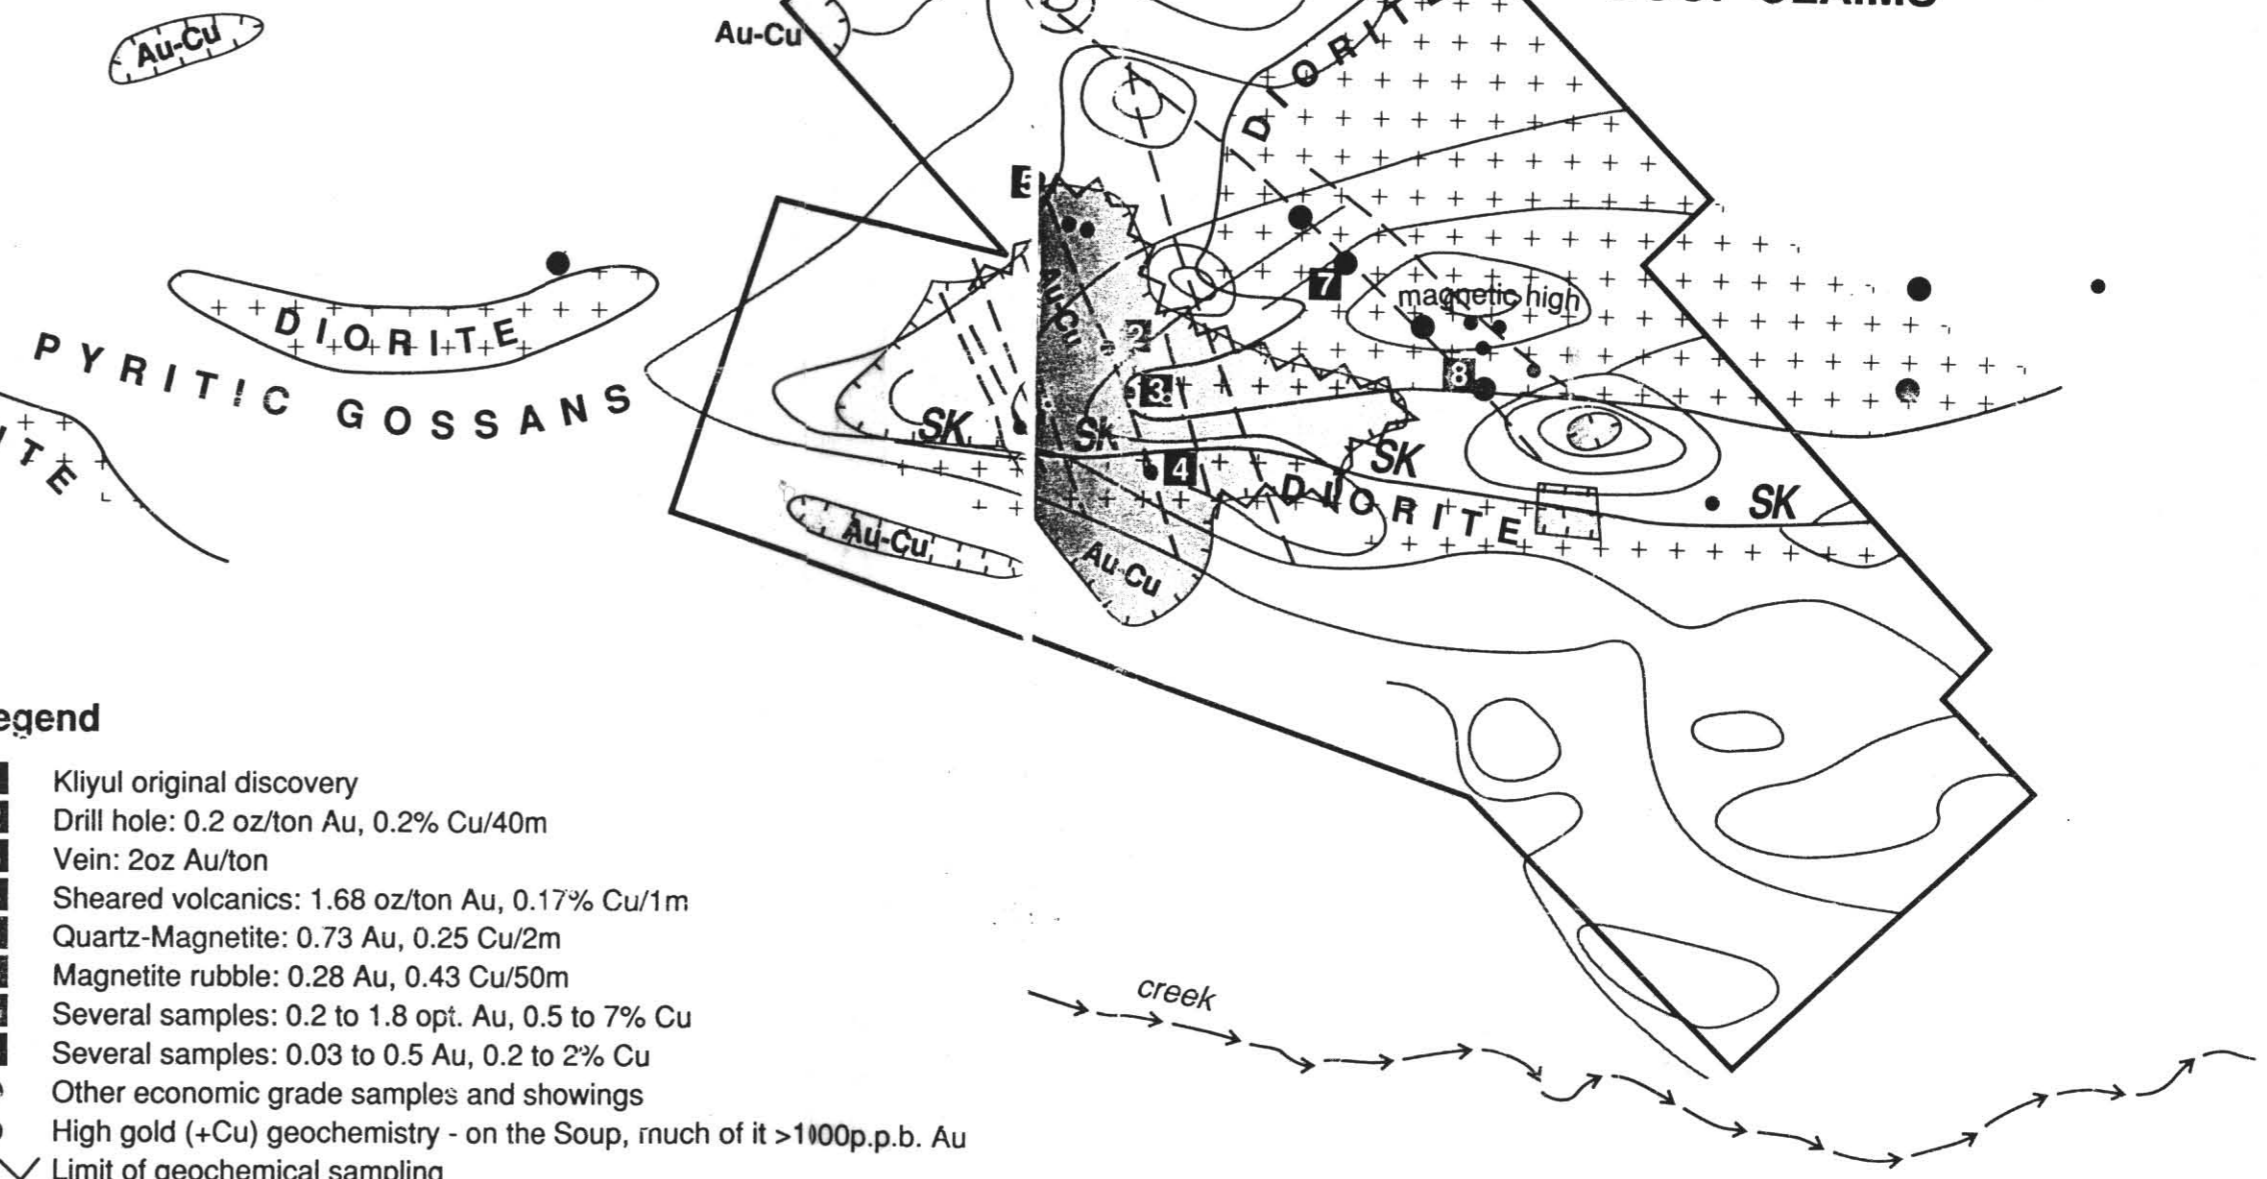 CLAIMS
Au-Cu
Au-Cu
DIORITE
5
Au-Cu
7
magnetic high
2
DIORITE
PYRITIC GOSSANS
8
3
SK
SK
SK
4
DIORITE
SK
ITE
Au-Cu
Au-Cu
egend
Kliyul original discovery
Drill hole: 0.2 oz/ton Au, 0.2% Cu/40m
Vein: 2oz Au/ton
Sheared volcanics: 1.68 oz/ton Au, 0.17% Cu/1m
Quartz-Magnetite: 0.73 Au, 0.25 Cu/2m
Magnetite rubble: 0.28 Au, 0.43 Cu/50m
Several samples: 0.2 to 1.8 opt. Au, 0.5 to 7% Cu
Several samples: 0.03 to 0.5 Au, 0.2 to 2% Cu
Other economic grade samples and showings
High gold (+Cu) geochemistry - on the Soup, much of it >1000p.p.b. Au
Limit of geochemical sampling
creek